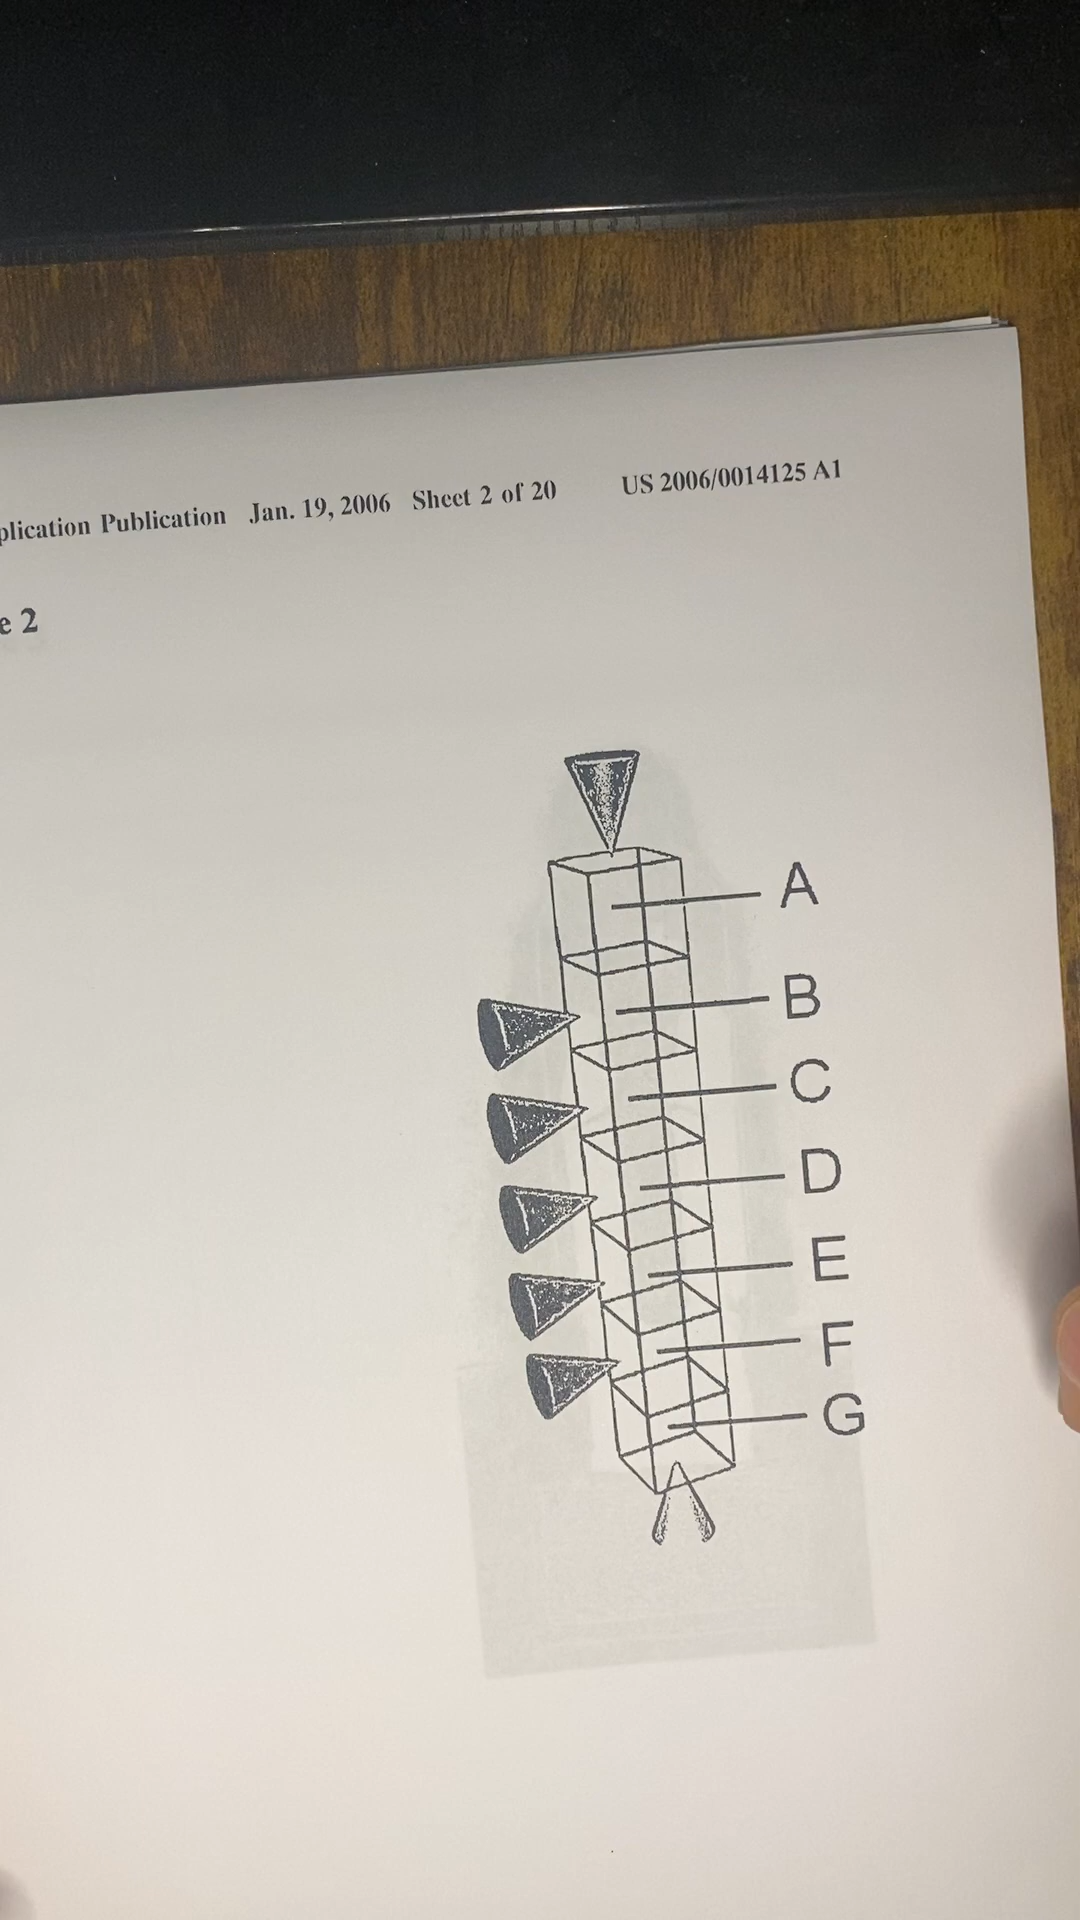 plication Publication Jan. 19, 2006 Sheet 2 of 20 US 2006/0014125 A1
e 2
A
B
C
D
E
F
G